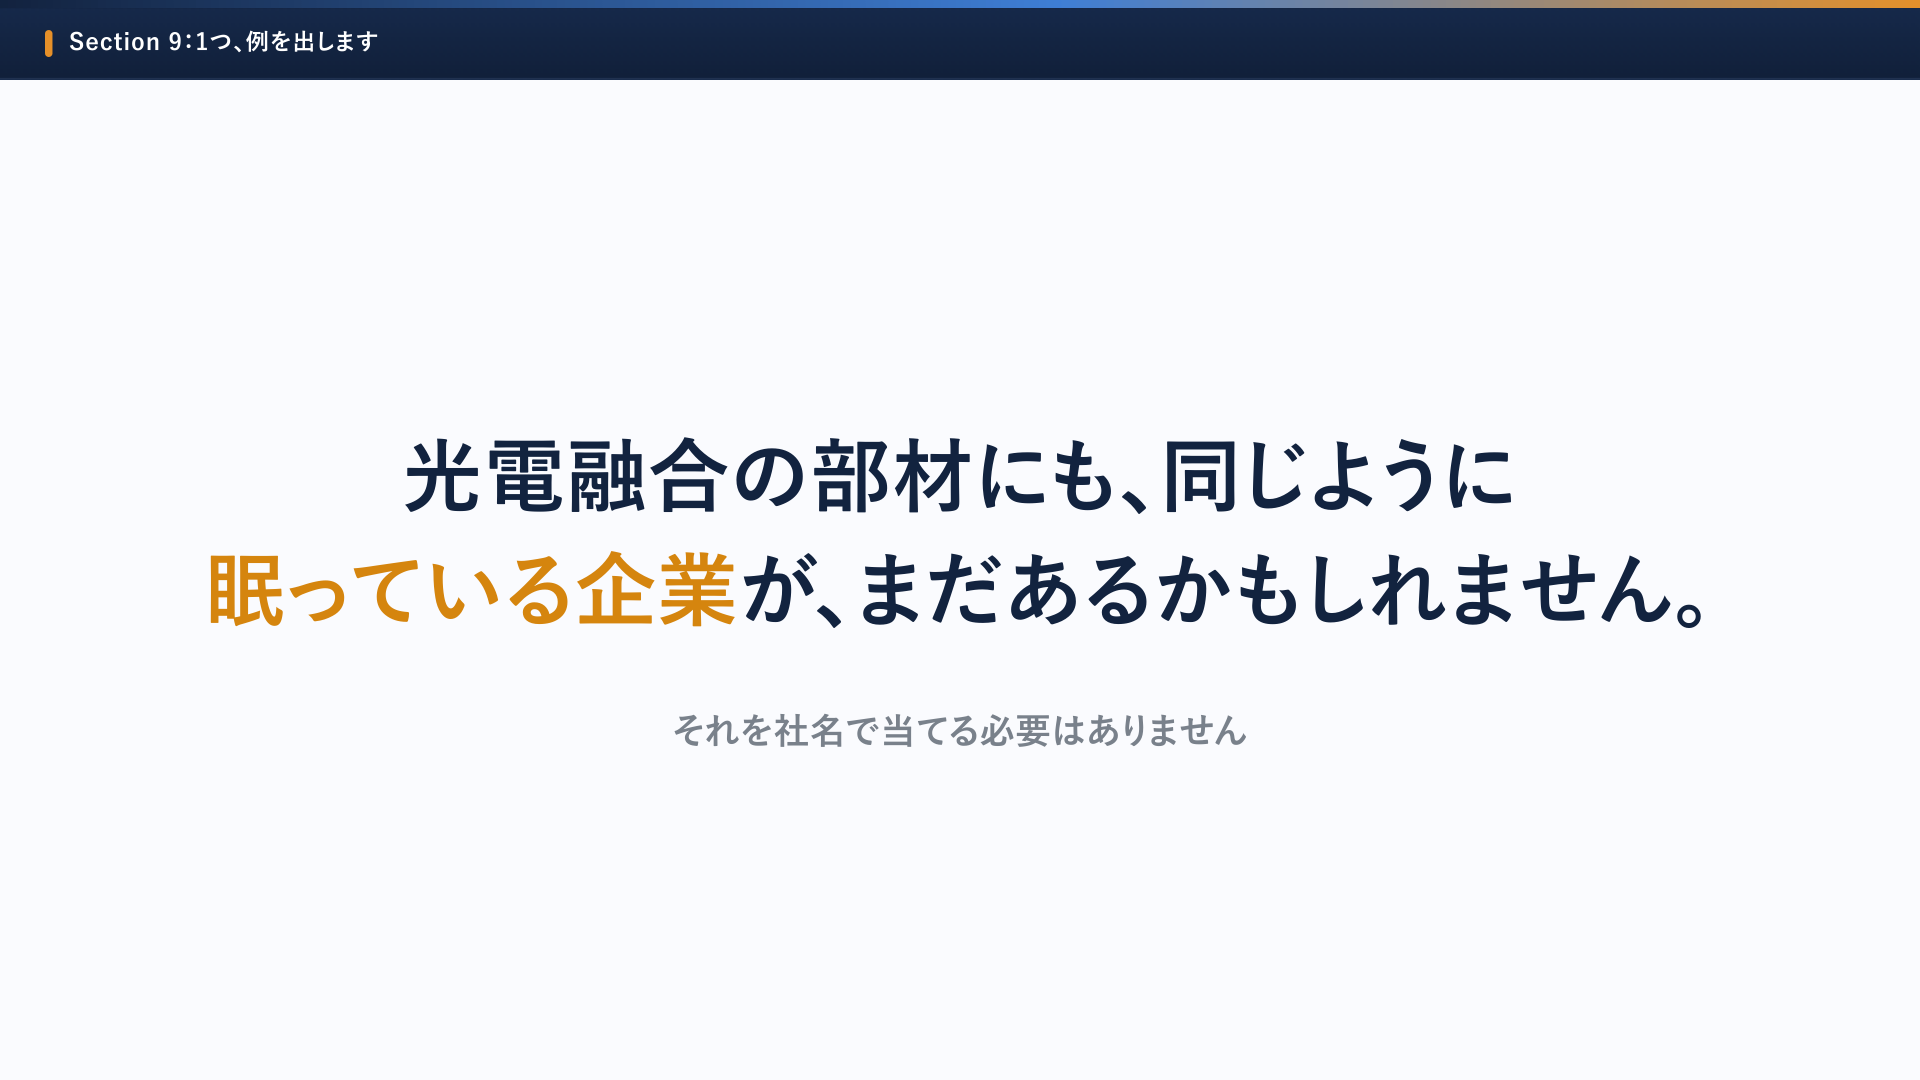 Section 9：1つ、例を出します
光電融合の部材にも、同じように
眠っている企業が、まだあるかもしれません。
それを社名で当てる必要はありません